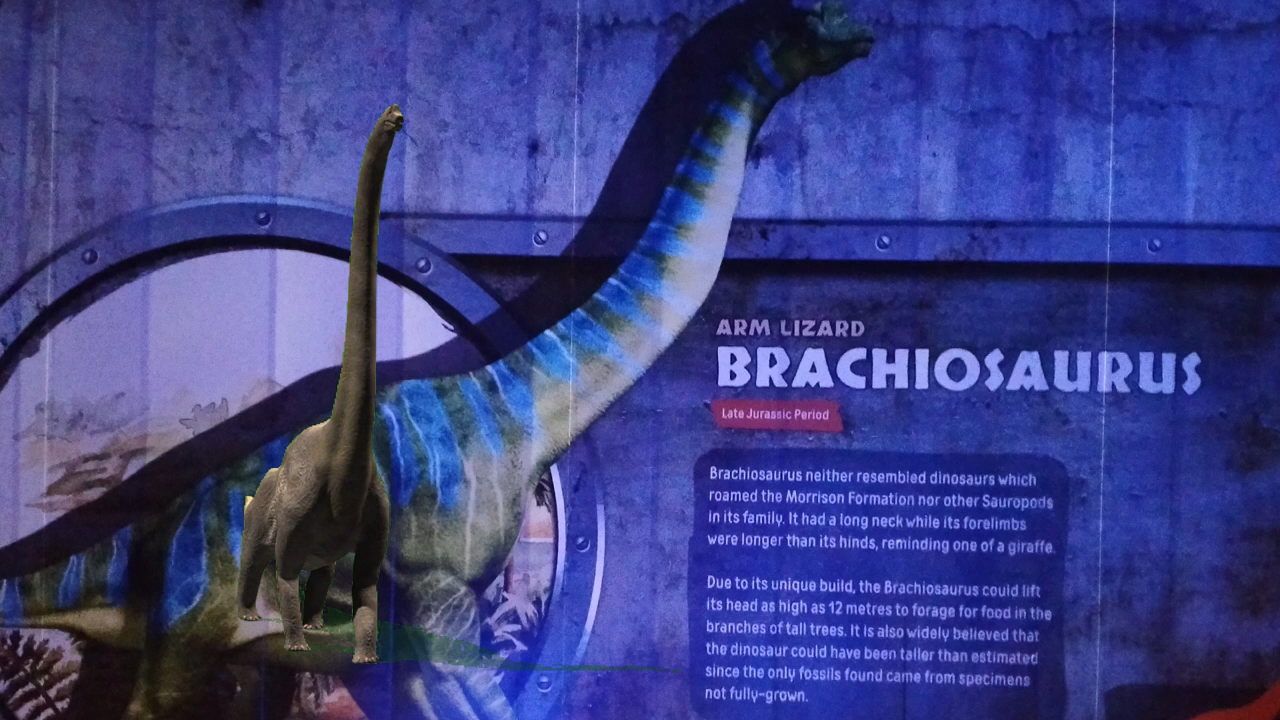 ARM LIZARD
BRACHIOSAURUS
Late Jurassic Period
Brachiosaurus neither resembled dinosaurs which
roamed the Morrison Formation nor other Sauropods
in its family. It had a long neck while its forelimbs
were longer than its hinds, reminding one of a giraffe.
Due to its unique build, the Brachiosaurus could lift
its head as high as 12 metres to forage for food in the
branches of tall trees. It is also widely believed that
the dinosaur could have been taller than estimated
since the only fossils found came from specimens
not fully-grown.